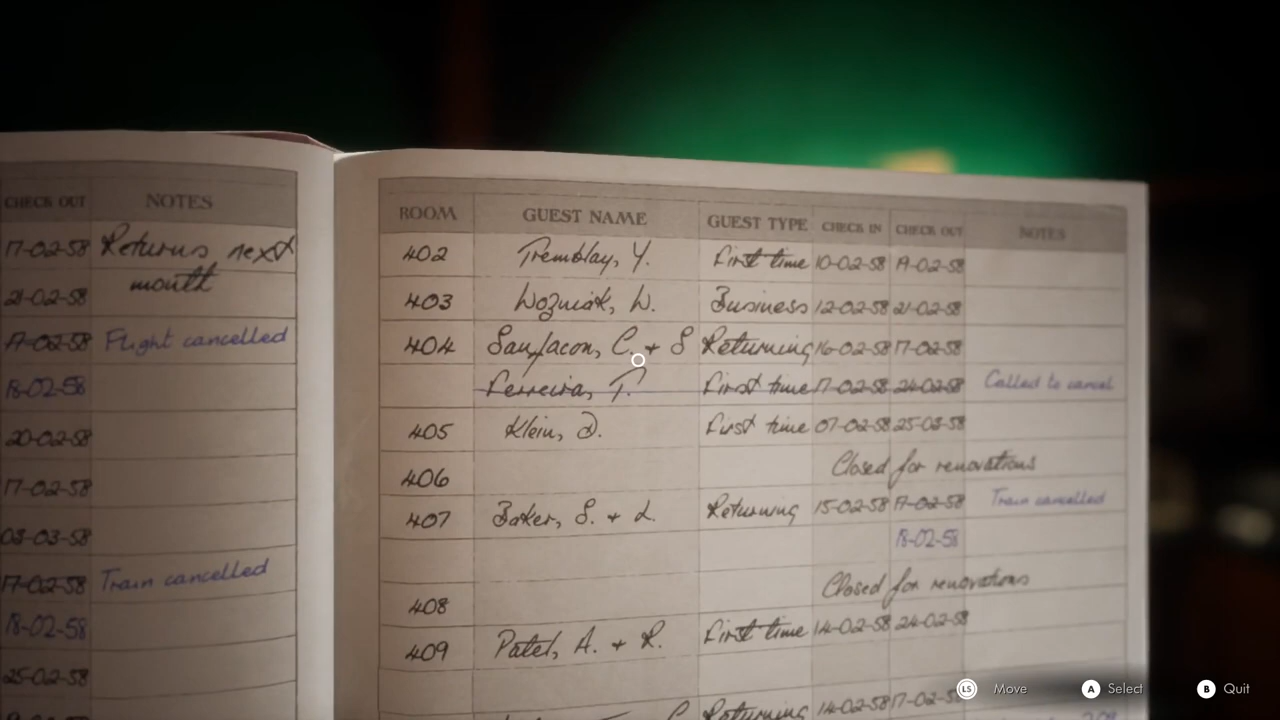 CHECK OUT NOTES
17-02-58 Returns next
21-02-58 month
17-02-58 Flight cancelled
18-02-58
20-02-58
17-02-58
03-03-58
17-02-58 Train cancelled
18-02-58
25-02-58
ROOM GUEST NAME GUEST TYPE CHECK IN CHECK OUT NOTES
402 Tremblay, Y. First time 10-02-58 19-02-58
403 Wozniak, W. Business 12-02-58 21-02-58
404 Sanfacon, C. + S Returning 16-02-58 17-02-58
Ferreira, T. First time 17-02-58 24-02-58 Called to cancel
405 Klein, D. First time 07-02-58 25-03-58
406 Closed for renovations
407 Baker, S. + L. Returning 15-02-58 17-02-58 Train cancelled
18-02-58
408 Closed for renovations
409 Patel, A. + R. First time 14-02-58 24-02-58
Returning 14-02-58 17-02-58
LS Move A Select B Quit